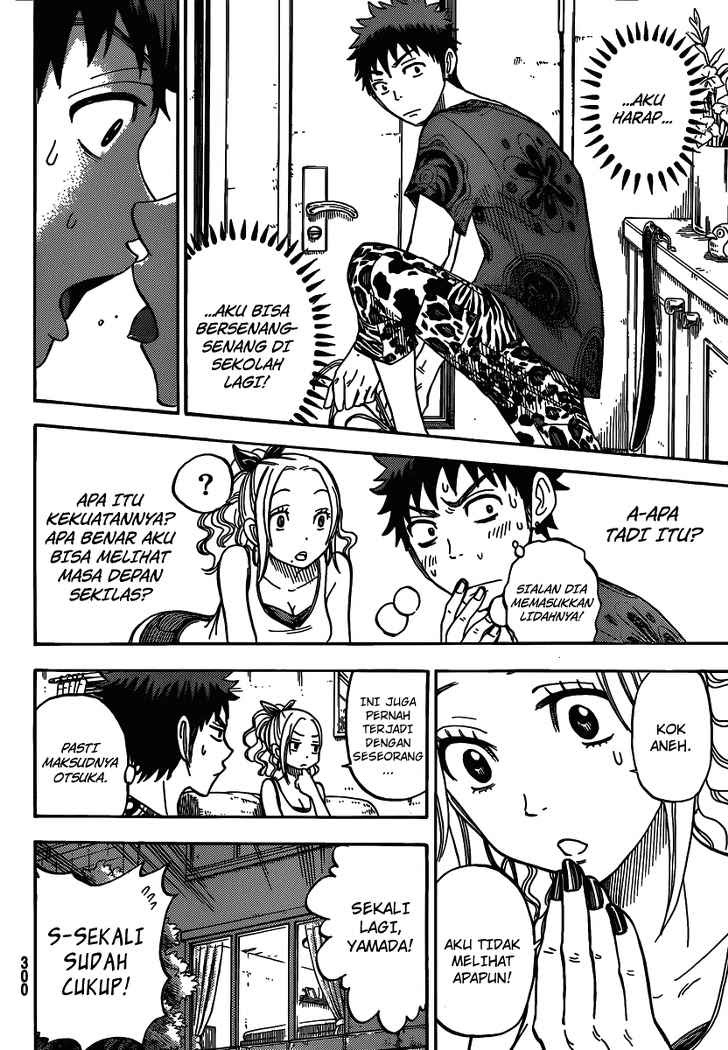 ...AKU
HARAP...
...AKU BISA
BERSENANG-
SENANG DI
SEKOLAH
LAGI!
A-APA
TADI ITU?
SIALAN DIA
MEMASUKKAN
LIDAHNYA!
?
APA ITU
KEKUATANNYA?
APA BENAR AKU
BISA MELIHAT
MASA DEPAN
SEKILAS?
KOK
ANEH.
AKU TIDAK
MELIHAT
APAPUN!
INI JUGA
PERNAH
TERJADI
DENGAN
SESEORANG
...
PASTI
MAKSUDNYA
OTSUKA.
SEKALI
LAGI,
YAMADA!
S-SEKALI
SUDAH
CUKUP!
300